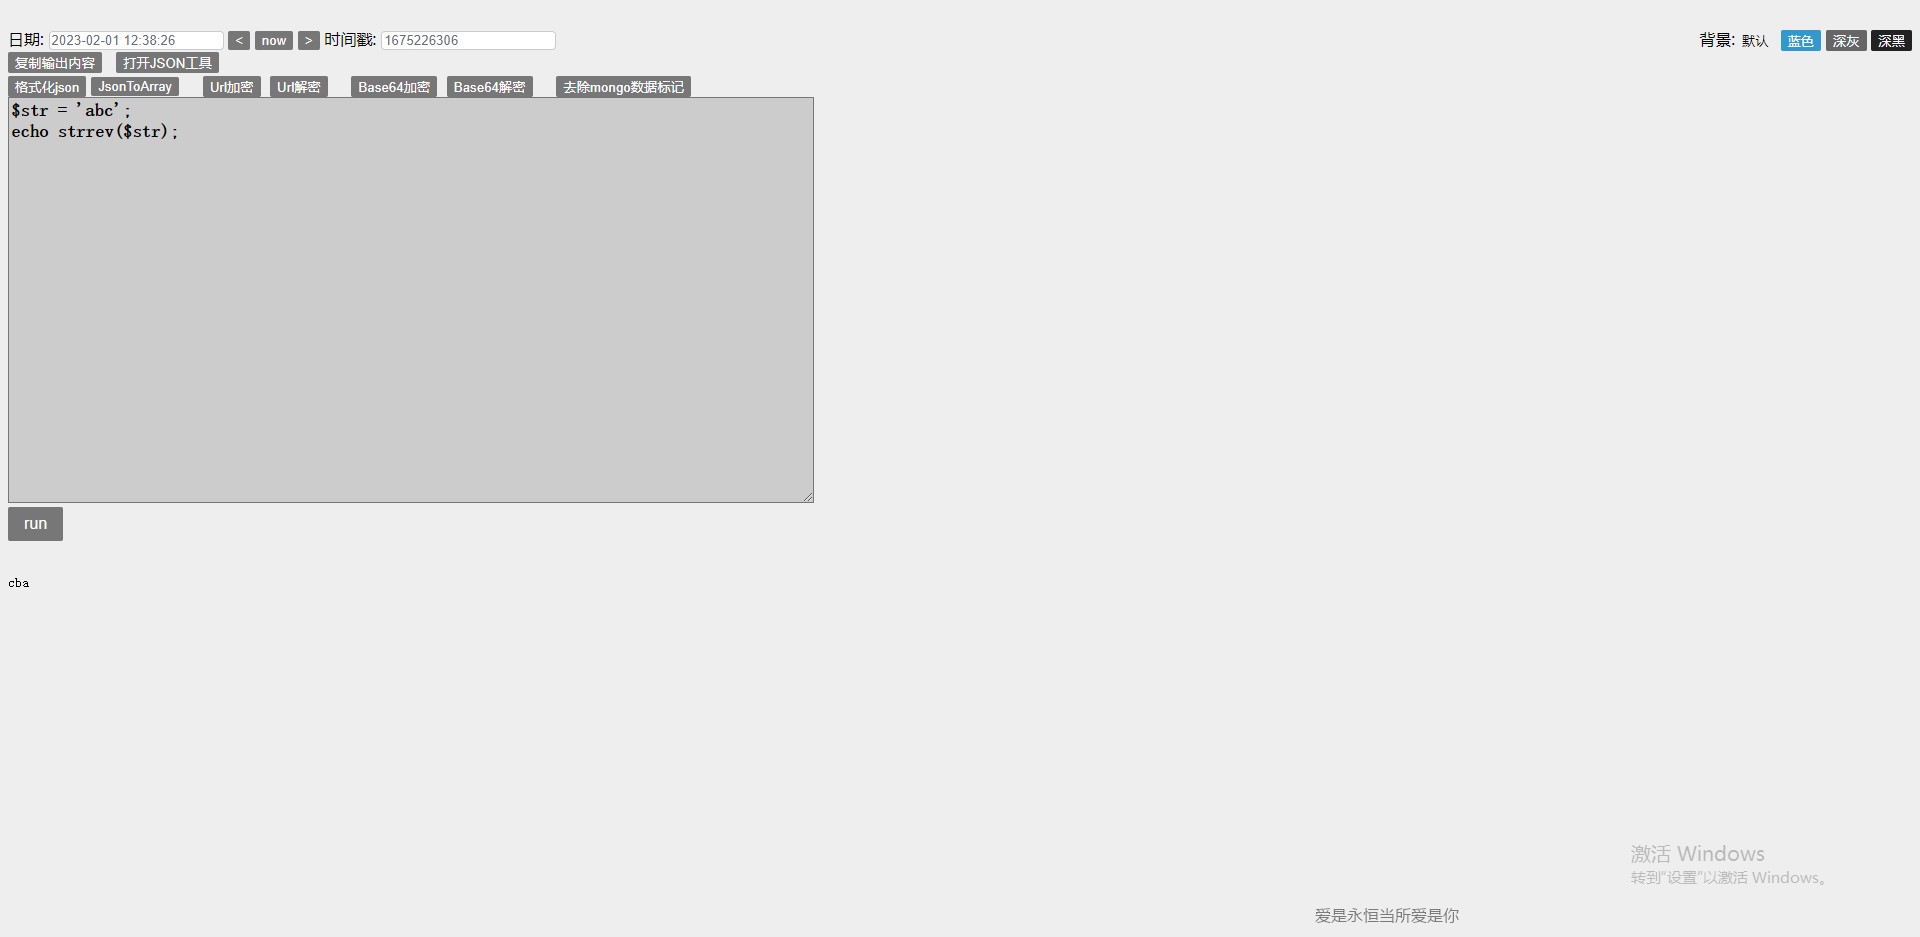 日期: 2023-02-01 12:38:26 < now > 时间戳: 1675226306 背景: 默认 蓝色 深灰 深黑
复制输出内容 打开JSON工具
格式化json JsonToArray Url加密 Url解密 Base64加密 Base64解密 去除mongo数据标记
$str = 'abc';
echo strrev($str);
run
cba
激活 Windows
转到"设置"以激活 Windows。
爱是永恒当所爱是你